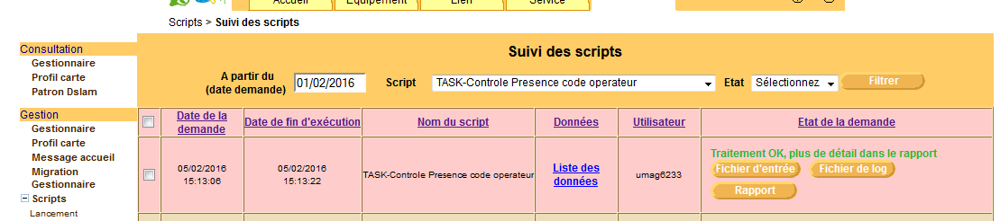 Accueil Equipement Lien Service
Scripts > Suivi des scripts
Consultation
Gestionnaire
Profil carte
Patron Dslam
Gestion
Gestionnaire
Profil carte
Message accueil
Migration
Gestionnaire
Scripts
Lancement
Suivi des scripts
A partir du
(date demande)
01/02/2016
Script
TASK-Controle Presence code operateur
Etat
Sélectionnez
Filtrer
Date de la
demande
Date de fin d'exécution
Nom du script
Données
Utilisateur
Etat de la demande
05/02/2016
15:13:06
05/02/2016
15:13:22
TASK-Controle Presence code operateur
Liste des
données
umag6233
Traitement OK, plus de détail dans le rapport
Fichier d'entrée
Fichier de log
Rapport